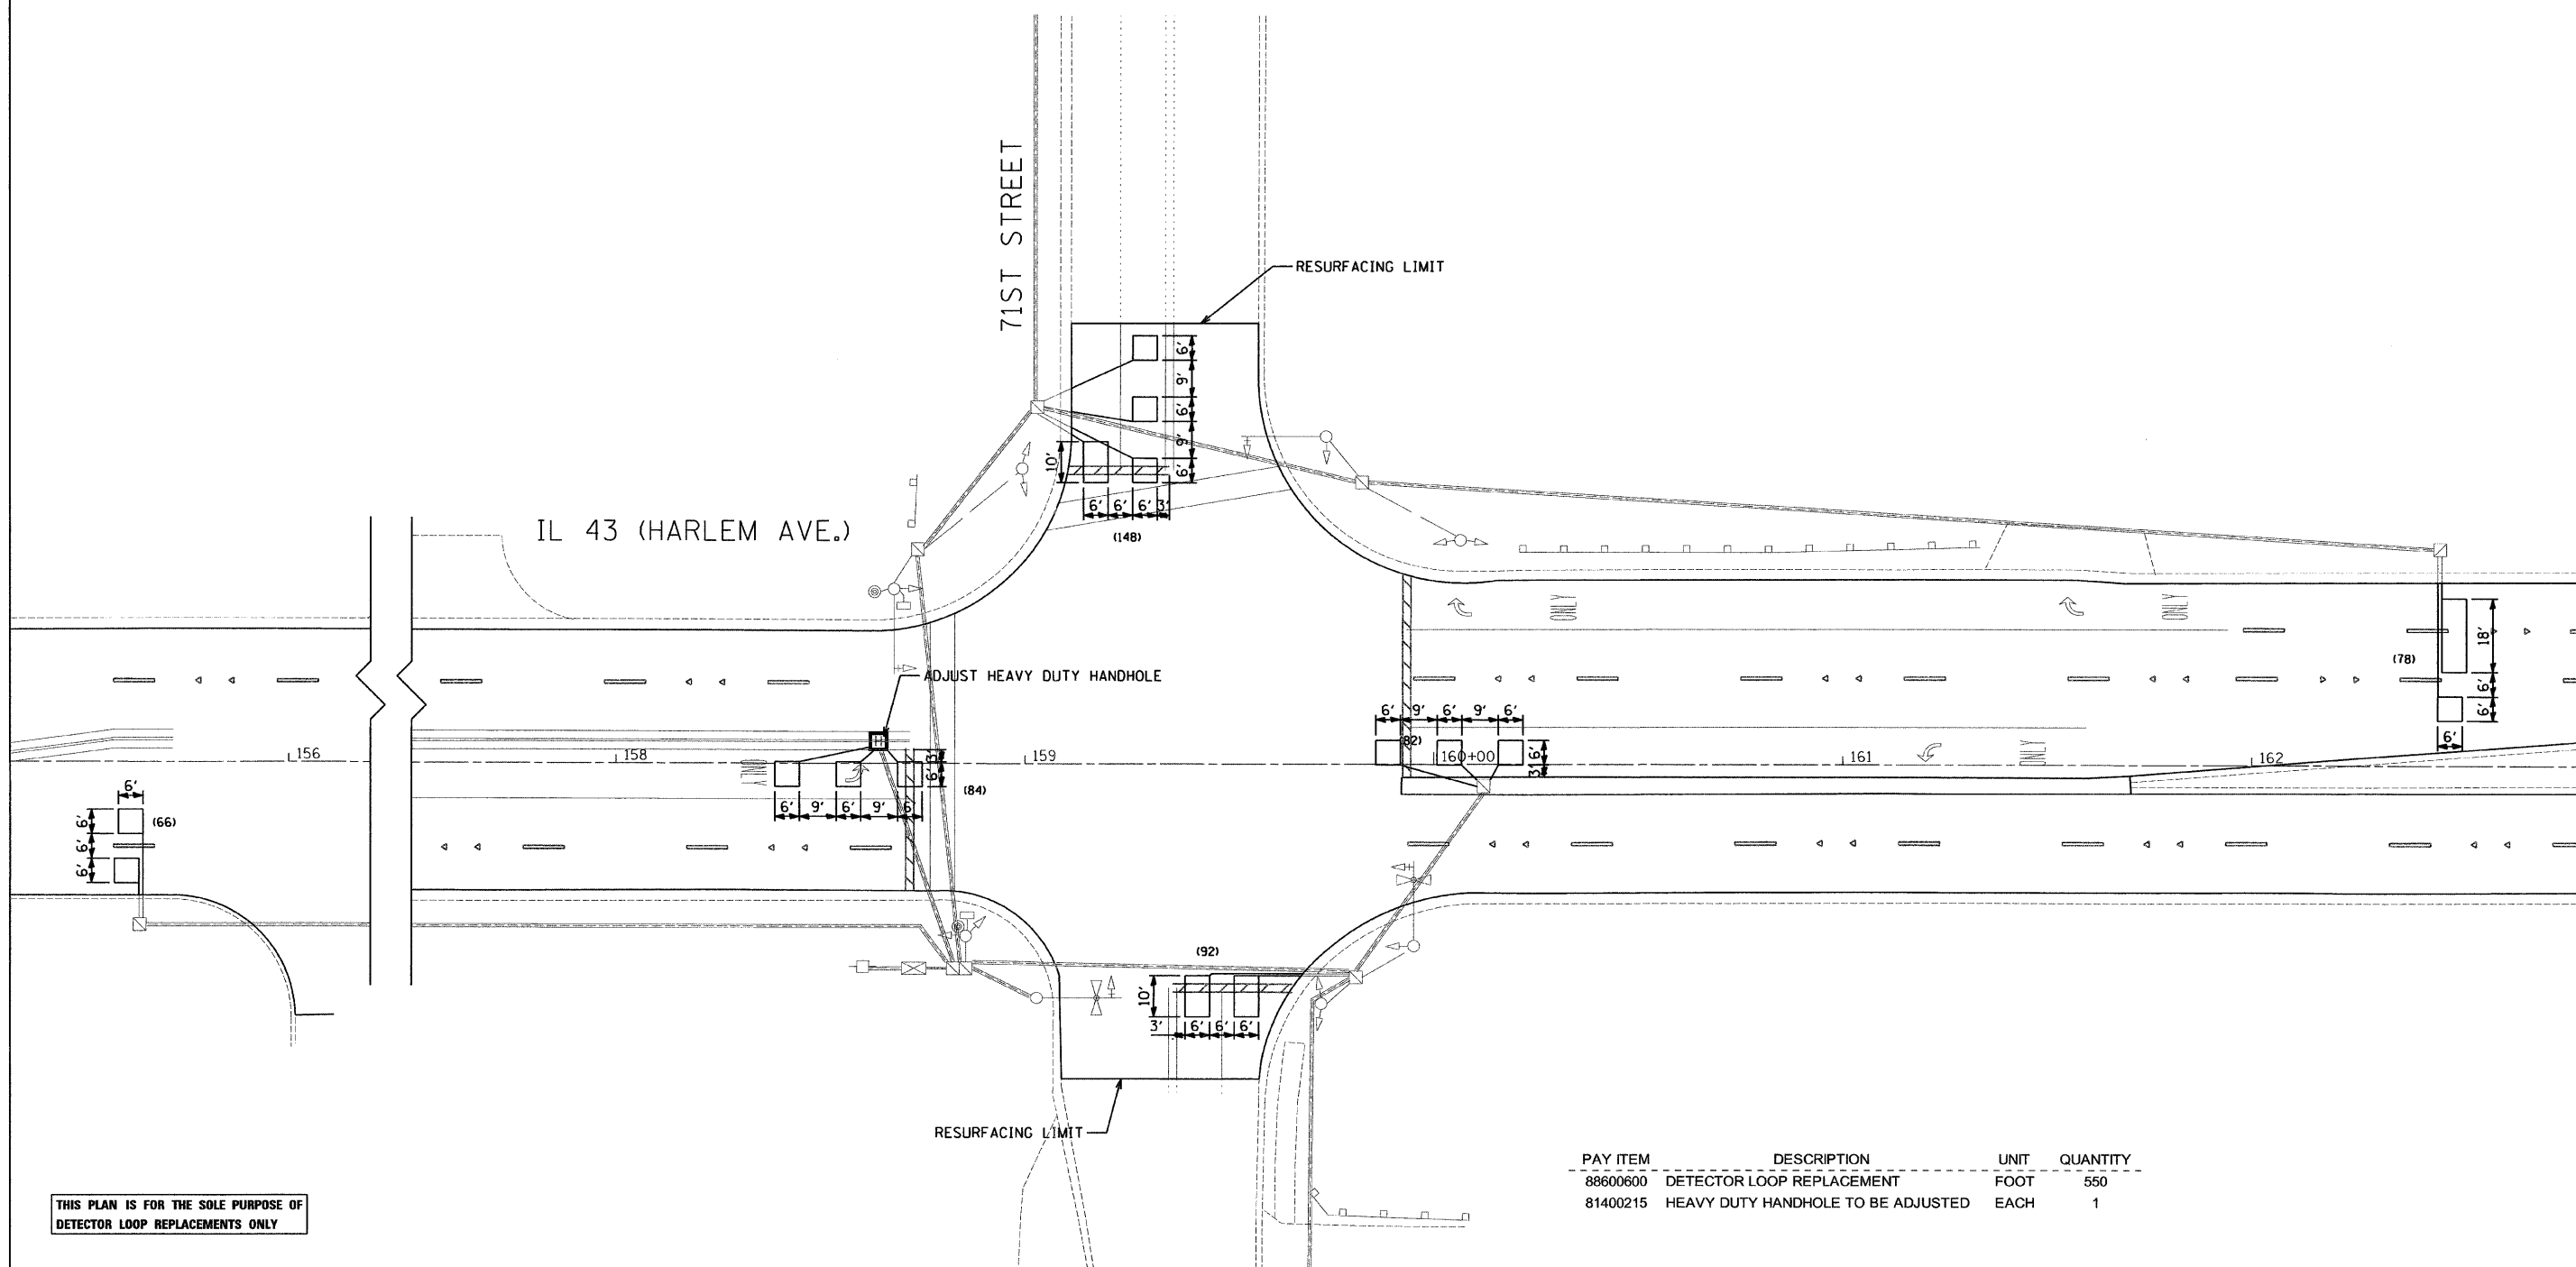 71ST STREET
RESURFACING LIMIT
6'
9'
6'
9'
6'
10'
6' 6' 6' 3'
(148)
IL 43 (HARLEM AVE.)
ADJUST HEAVY DUTY HANDHOLE
ONLY
ONLY
18'
(78)
6'
6'
6'
6' 9' 6' 9' 6'
(82)
6'
3'
156
158
159
160+00
161
162
ONLY
ONLY
3'
6'
(84)
6' 9' 6' 9' 6'
6'
(66)
6'
6'
6'
(92)
10'
3' 6' 6' 6'
RESURFACING LIMIT
PAY ITEM DESCRIPTION UNIT QUANTITY
88600600 DETECTOR LOOP REPLACEMENT FOOT 550
81400215 HEAVY DUTY HANDHOLE TO BE ADJUSTED EACH 1
THIS PLAN IS FOR THE SOLE PURPOSE OF
DETECTOR LOOP REPLACEMENTS ONLY